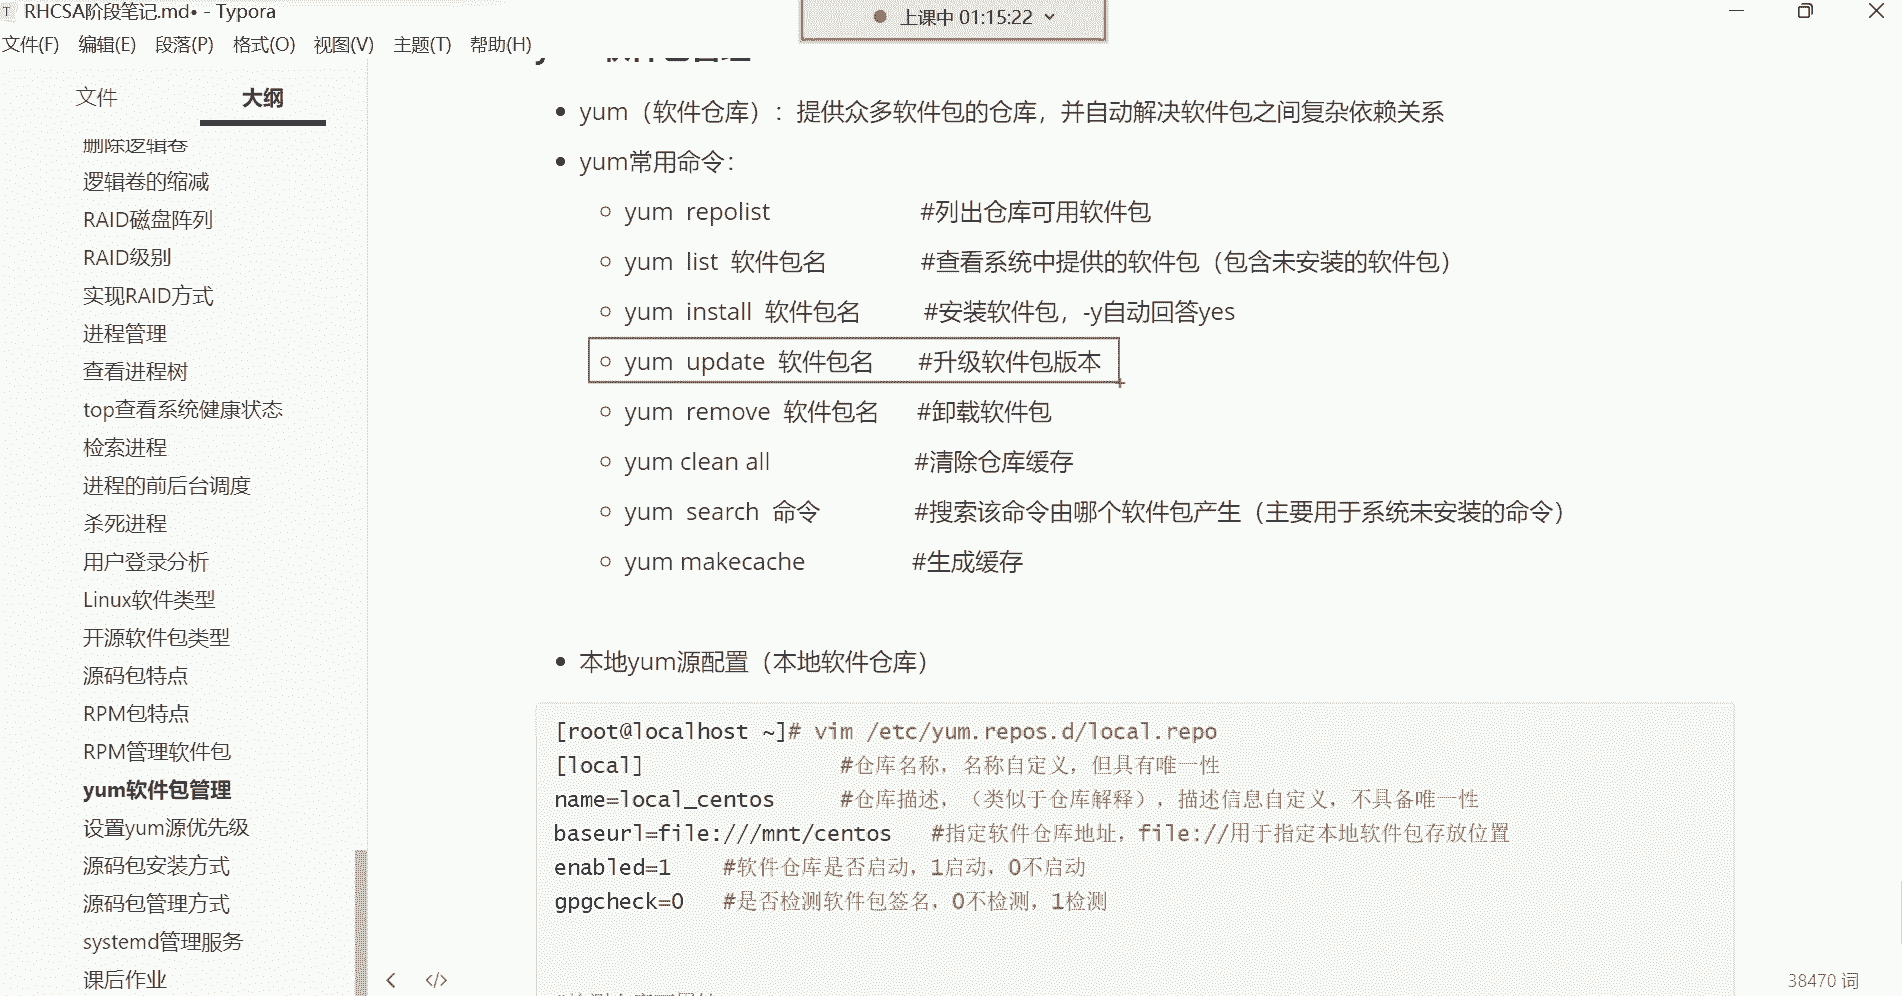 RHCSA阶段笔记.md• - Typora
上课中 01:15:22
文件(F) 编辑(E) 段落(P) 格式(O) 视图(V) 主题(T) 帮助(H)
文件 大纲
删除逻辑卷
逻辑卷的缩减
RAID磁盘阵列
RAID级别
实现RAID方式
进程管理
查看进程树
top查看系统健康状态
检索进程
进程的前后台调度
杀死进程
用户登录分析
Linux软件类型
开源软件包类型
源码包特点
RPM包特点
RPM管理软件包
yum软件包管理
设置yum源优先级
源码包安装方式
源码包管理方式
systemd管理服务
课后作业
yum（软件仓库）：提供众多软件包的仓库，并自动解决软件包之间复杂依赖关系
yum常用命令：
yum repolist #列出仓库可用软件包
yum list 软件包名 #查看系统中提供的软件包（包含未安装的软件包）
yum install 软件包名 #安装软件包，-y自动回答yes
yum update 软件包名 #升级软件包版本
yum remove 软件包名 #卸载软件包
yum clean all #清除仓库缓存
yum search 命令 #搜索该命令由哪个软件包产生（主要用于系统未安装的命令）
yum makecache #生成缓存
本地yum源配置（本地软件仓库）
[root@localhost ~]# vim /etc/yum.repos.d/local.repo
[local] #仓库名称，名称自定义，但具有唯一性
name=local_centos #仓库描述，（类似于仓库解释），描述信息自定义，不具备唯一性
baseurl=file:///mnt/centos #指定软件仓库地址，file://用于指定本地软件包存放位置
enabled=1 #软件仓库是否启动，1启动，0不启动
gpgcheck=0 #是否检测软件包签名，0不检测，1检测
38470 词